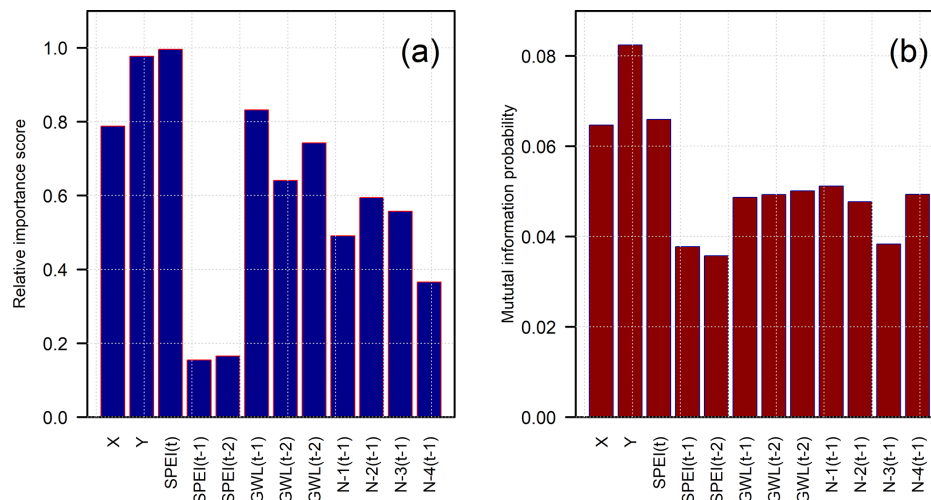 (a)
Relative importance score
1.0
0.8
0.6
0.4
0.2
0.0
X
Y
SPEI(t)
SPEI(t-1)
SPEI(t-2)
GWL(t-1)
GWL(t-2)
GWL(t-2)
N-1(t-1)
N-2(t-1)
N-3(t-1)
N-4(t-1)
(b)
Mututal information probability
0.08
0.06
0.04
0.02
0.00
X
Y
SPEI(t)
SPEI(t-1)
SPEI(t-2)
GWL(t-1)
GWL(t-2)
GWL(t-2)
N-1(t-1)
N-2(t-1)
N-3(t-1)
N-4(t-1)